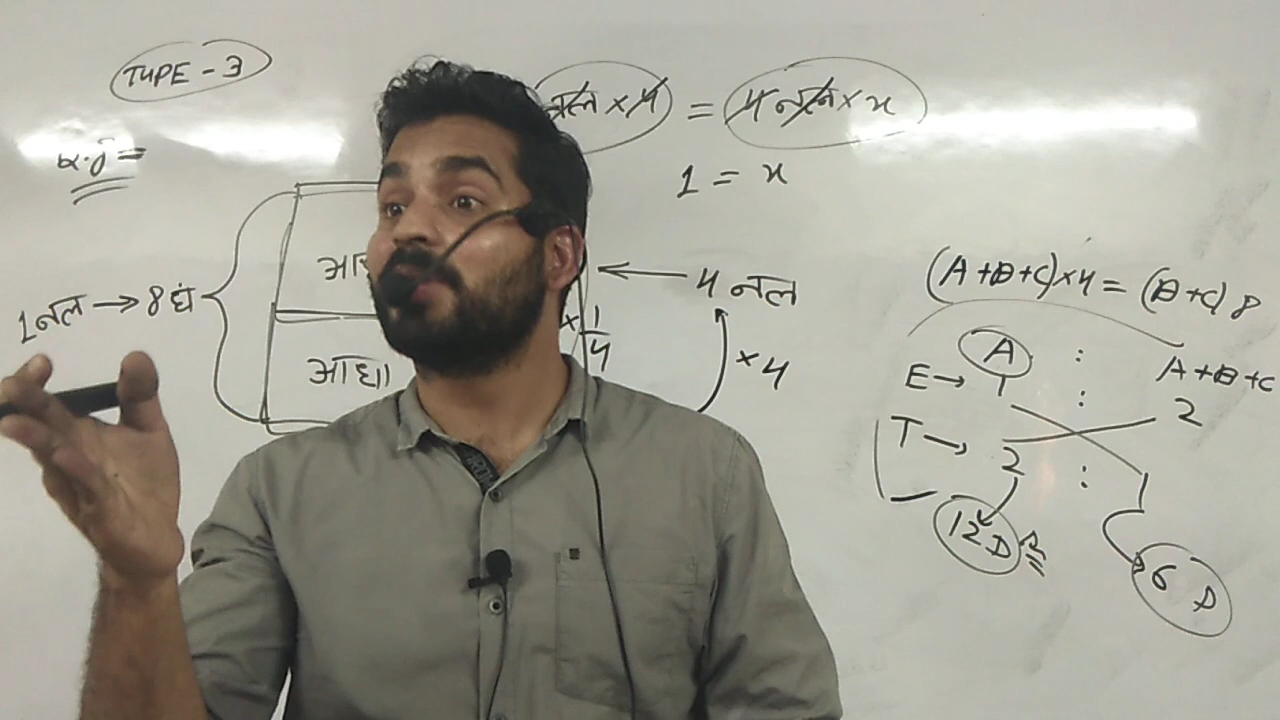 TYPE - 3
नल × 4 = 4 नल × x
1 = x
1 नल → 8 घं
आधा
× 1/4
← 4 नल
× 4
(A+B+C)×4 = (B+C) 8
E → A : A+B+C
1 : 2
T → 2 : 1
12 D
6 D